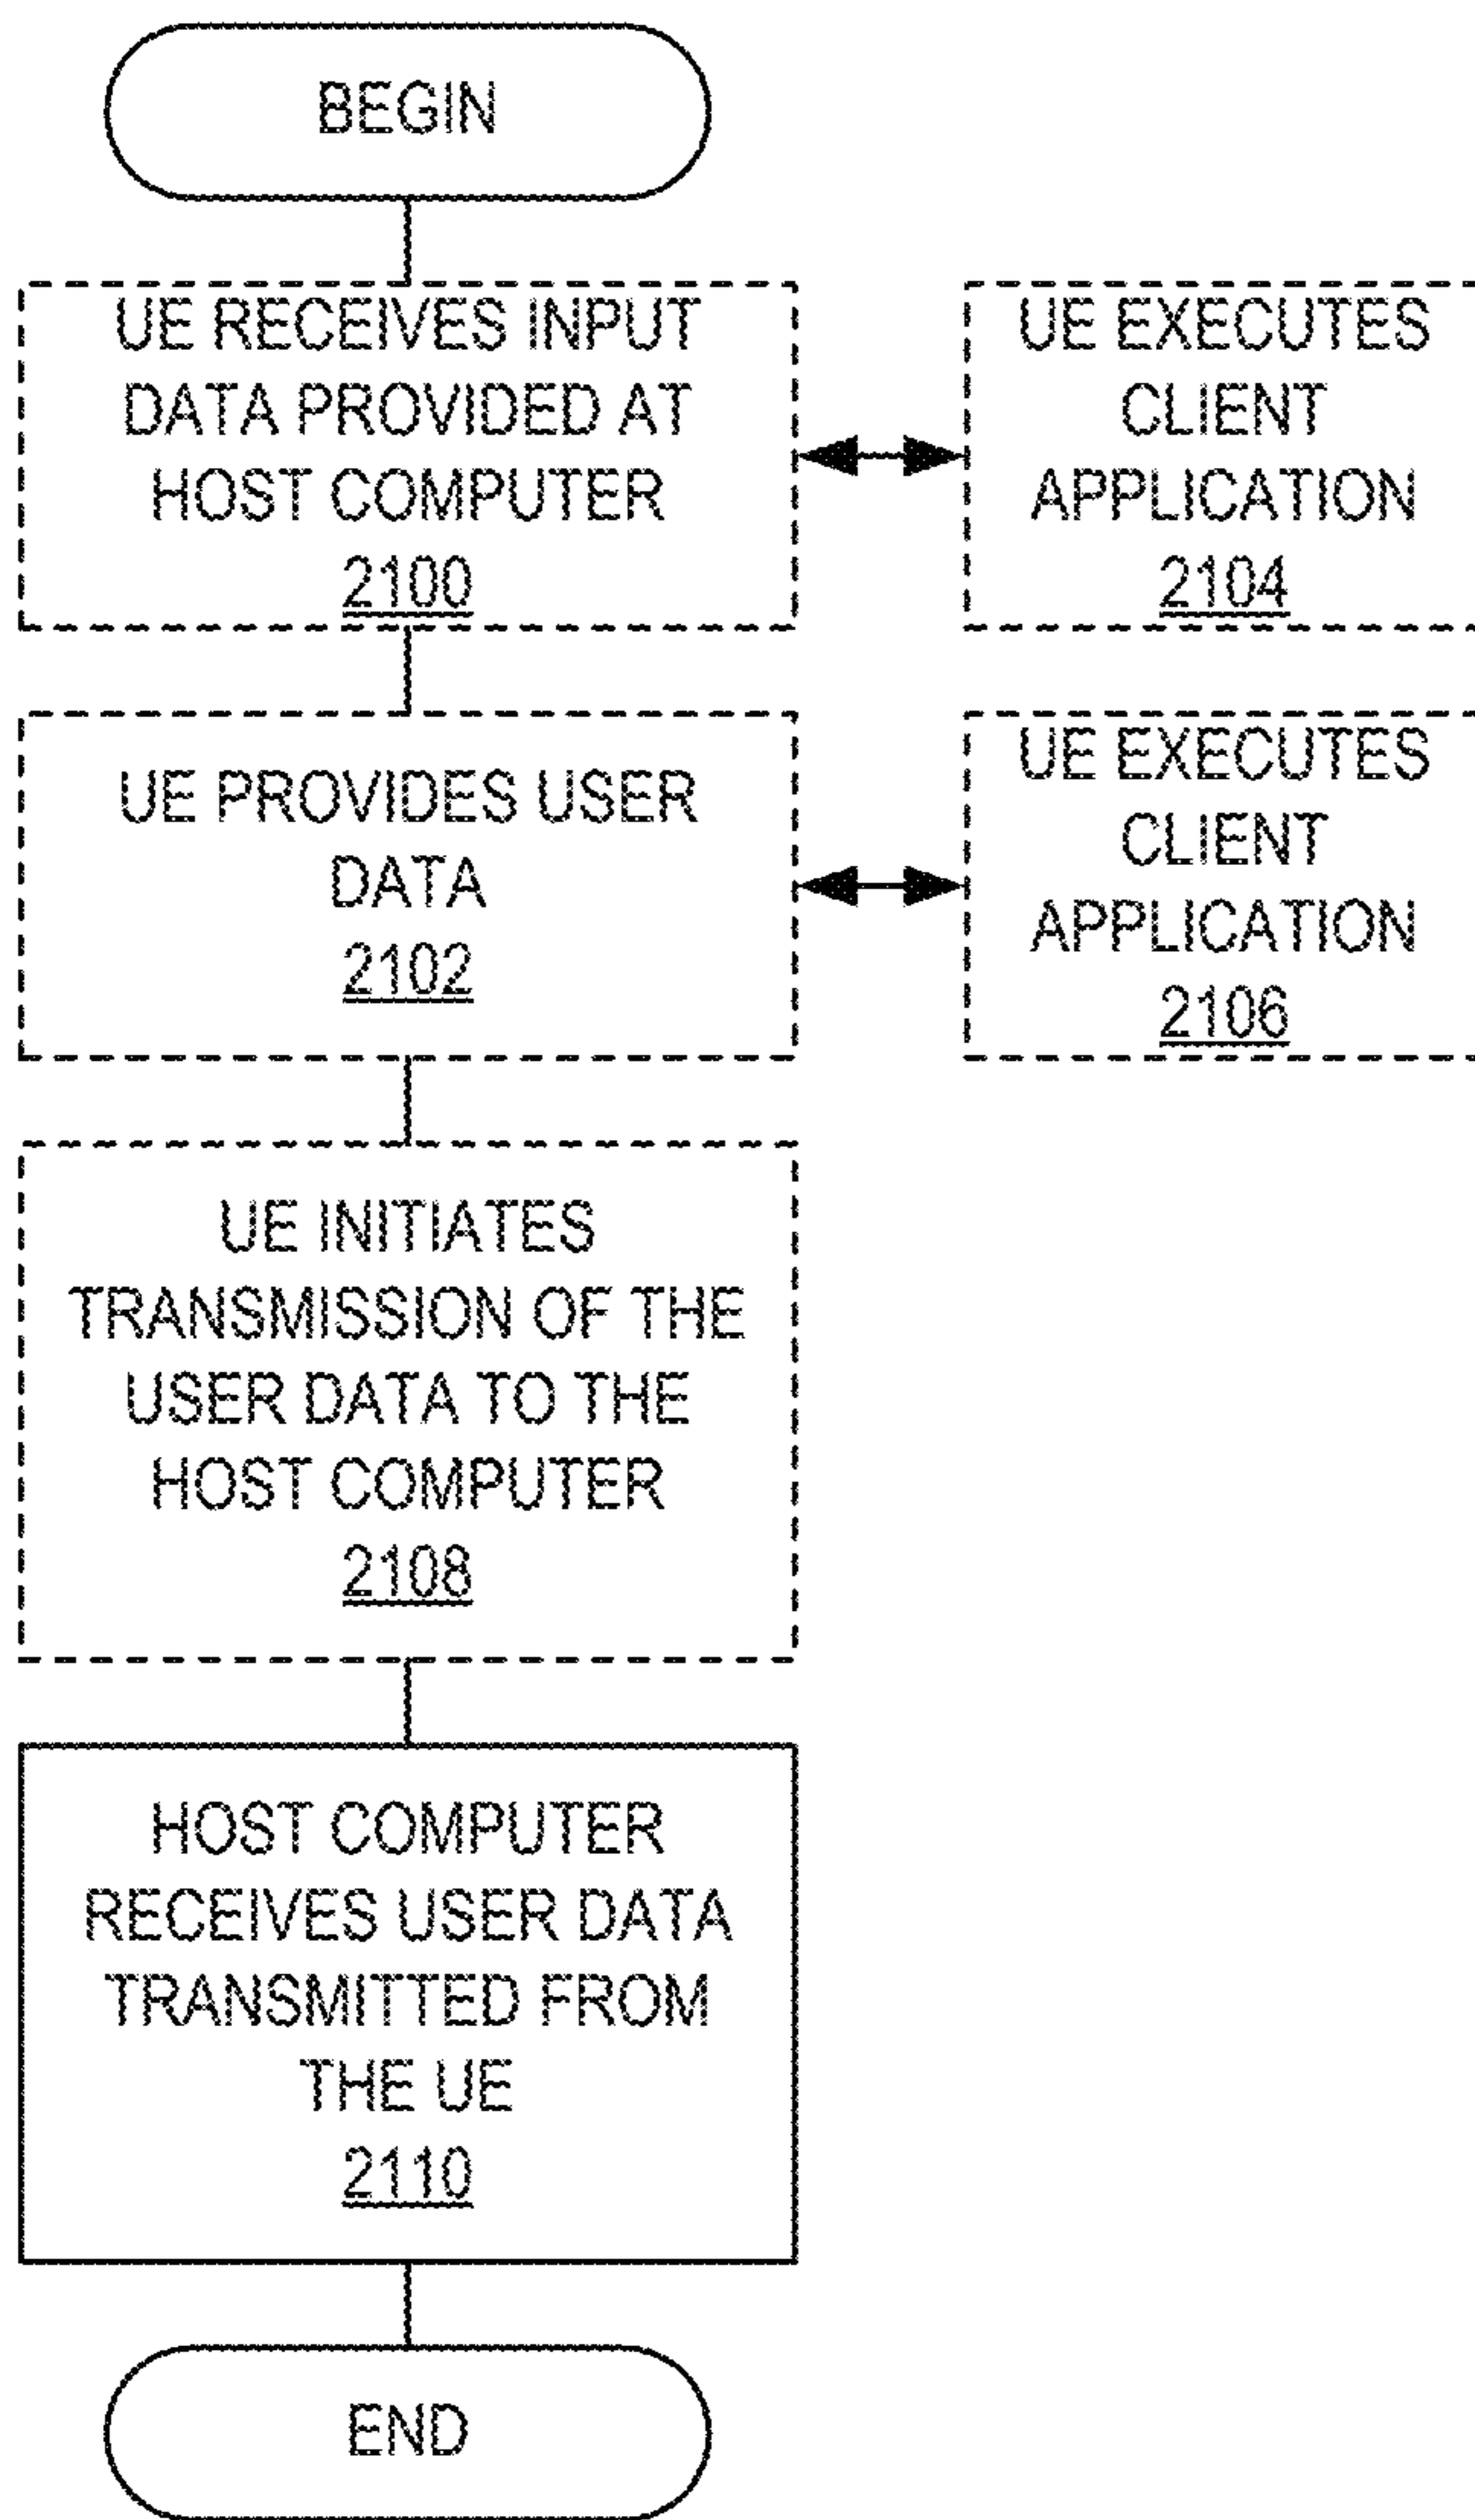 BEGIN
UE RECEIVES INPUT
DATA PROVIDED AT
HOST COMPUTER
2100
UE EXECUTES
CLIENT
APPLICATION
2104
UE PROVIDES USER
DATA
2102
UE EXECUTES
CLIENT
APPLICATION
2106
UE INITIATES
TRANSMISSION OF THE
USER DATA TO THE
HOST COMPUTER
2108
HOST COMPUTER
RECEIVES USER DATA
TRANSMITTED FROM
THE UE
2110
END